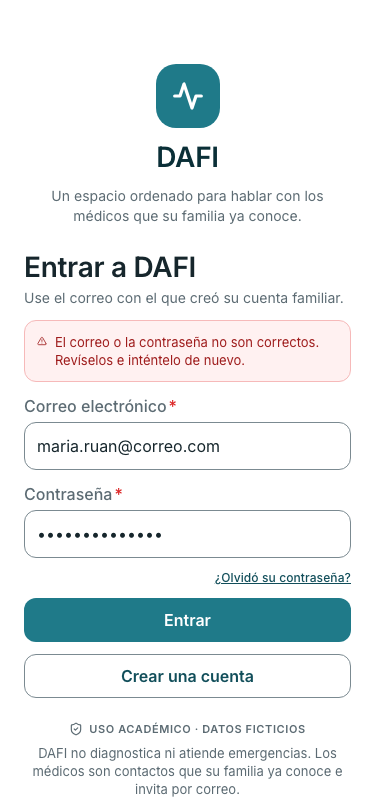 DAFI
Un espacio ordenado para hablar con los
médicos que su familia ya conoce.
Entrar a DAFI
Use el correo con el que creó su cuenta familiar.
El correo o la contraseña no son correctos.
Revíselos e inténtelo de nuevo.
Correo electrónico*
maria.ruan@correo.com
Contraseña*
••••••••••••••
¿Olvidó su contraseña?
Entrar
Crear una cuenta
USO ACADÉMICO · DATOS FICTICIOS
DAFI no diagnostica ni atiende emergencias. Los
médicos son contactos que su familia ya conoce e
invita por correo.